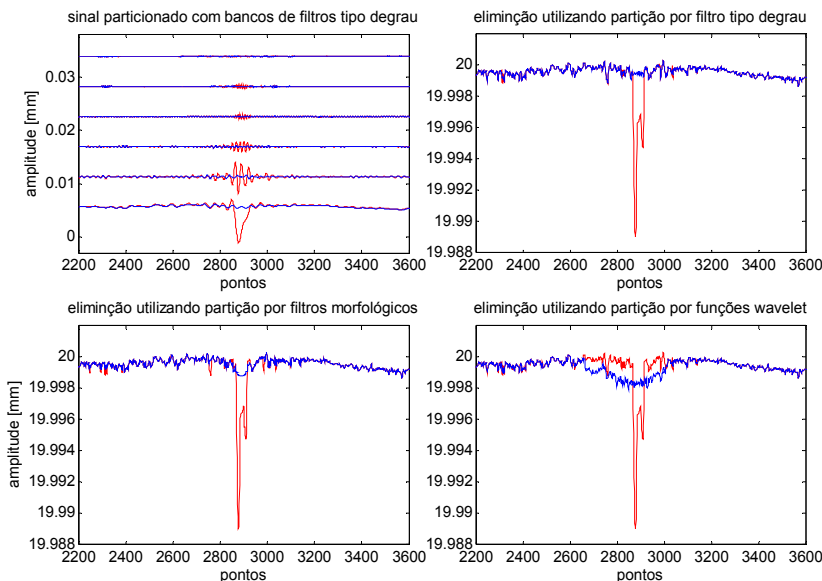 sinal particionado com bancos de filtros tipo degrau
amplitude [mm]
0.03
0.02
0.01
0
2200 2400 2600 2800 3000 3200 3400 3600
pontos
elimінção utilizando partição por filtro tipo degrau
20
19.998
19.996
19.994
19.992
19.99
19.988
2200 2400 2600 2800 3000 3200 3400 3600
pontos
eliminção utilizando partição por filtros morfológicos
amplitude [mm]
20
19.998
19.996
19.994
19.992
19.99
19.988
2200 2400 2600 2800 3000 3200 3400 3600
pontos
eliminção utilizando partição por funções wavelet
20
19.998
19.996
19.994
19.992
19.99
19.988
2200 2400 2600 2800 3000 3200 3400 3600
pontos